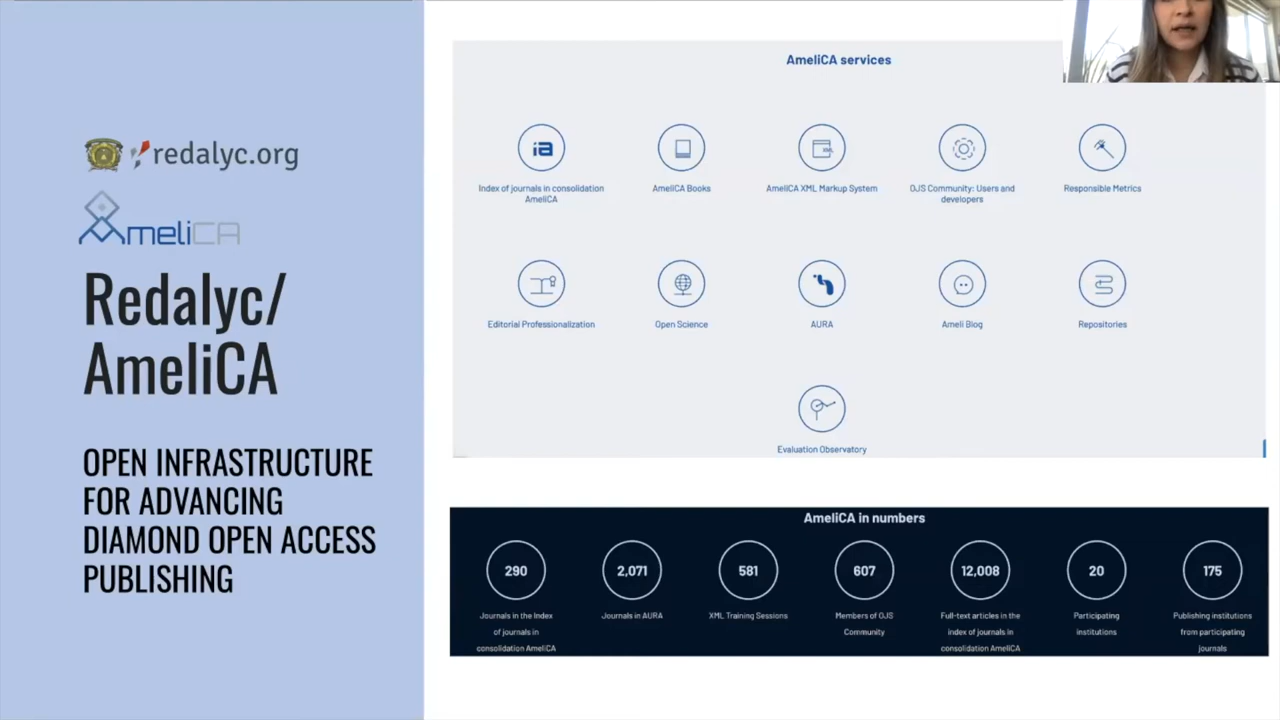 redalyc.org
AmeliCA
Redalyc/
AmeliCA
OPEN INFRASTRUCTURE
FOR ADVANCING
DIAMOND OPEN ACCESS
PUBLISHING
AmeliCA services
ia
Index of journals in consolidation
AmeliCA
AmeliCA Books
XML
AmeliCA XML Markup System
OJS Community: Users and
developers
Responsible Metrics
Editorial Professionalization
Open Science
AURA
Ameli Blog
Repositories
Evaluation Observatory
AmeliCA in numbers
290
Journals in the Index
of journals in
consolidation AmeliCA
2,071
Journals in AURA
581
XML Training Sessions
607
Members of OJS
Community
12,008
Full-text articles in the
index of journals in
consolidation AmeliCA
20
Participating
institutions
175
Publishing institutions
from participating
journals